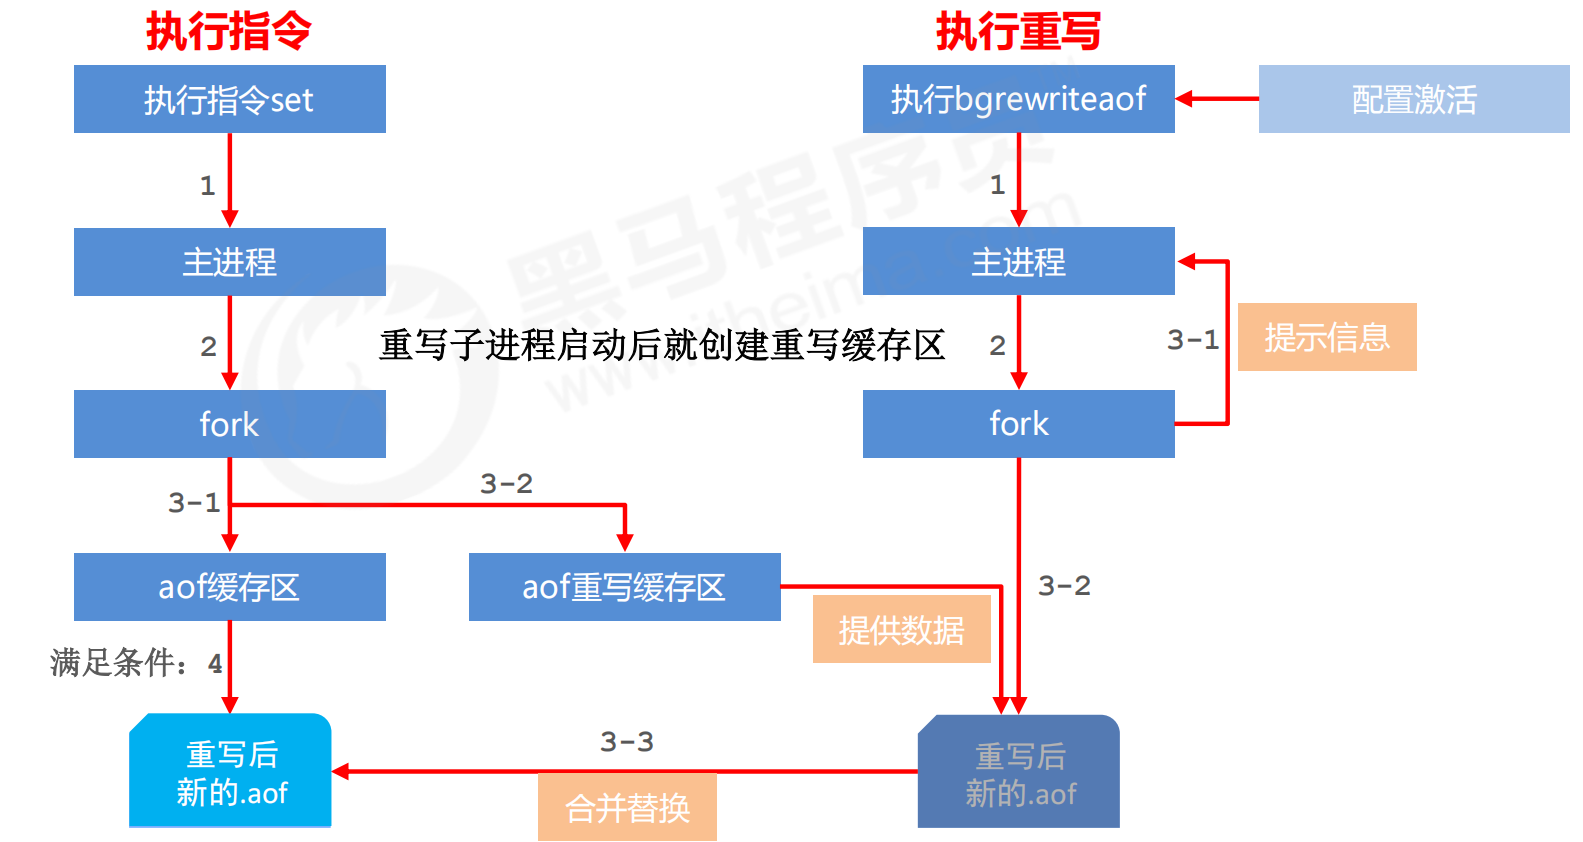 执行指令
执行重写
执行指令set
执行bgrewriteaof
配置激活
1
1
主进程
主进程
2
重写子进程启动后就创建重写缓存区
2
3-1
提示信息
fork
fork
3-1
3-2
aof缓存区
aof重写缓存区
3-2
提供数据
满足条件：4
重写后
新的.aof
3-3
合并替换
重写后
新的.aof
黑马程序员
www.itheima.com